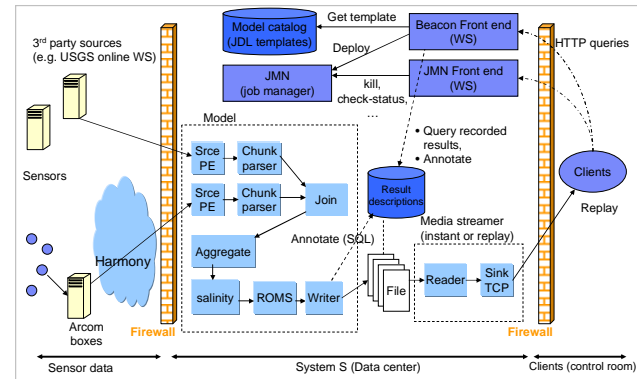 3rd party sources
(e.g. USGS online WS)
Sensors
Harmony
Arcom
boxes
Firewall
Model catalog
(JDL templates)
Get template
Deploy
Beacon Front end
(WS)
JMN
(job manager)
kill,
check-status,
...
JMN Front end
(WS)
HTTP queries
Model
Srce
PE
Chunk
parser
Srce
PE
Chunk
parser
Join
• Query recorded
results,
• Annotate
Result
descriptions
Annotate (SQL)
Aggregate
salinity
ROMS
Writer
File
Media streamer
(instant or replay)
Reader
Sink
TCP
Clients
Replay
Firewall
Sensor data
System S (Data center)
Clients (control room)